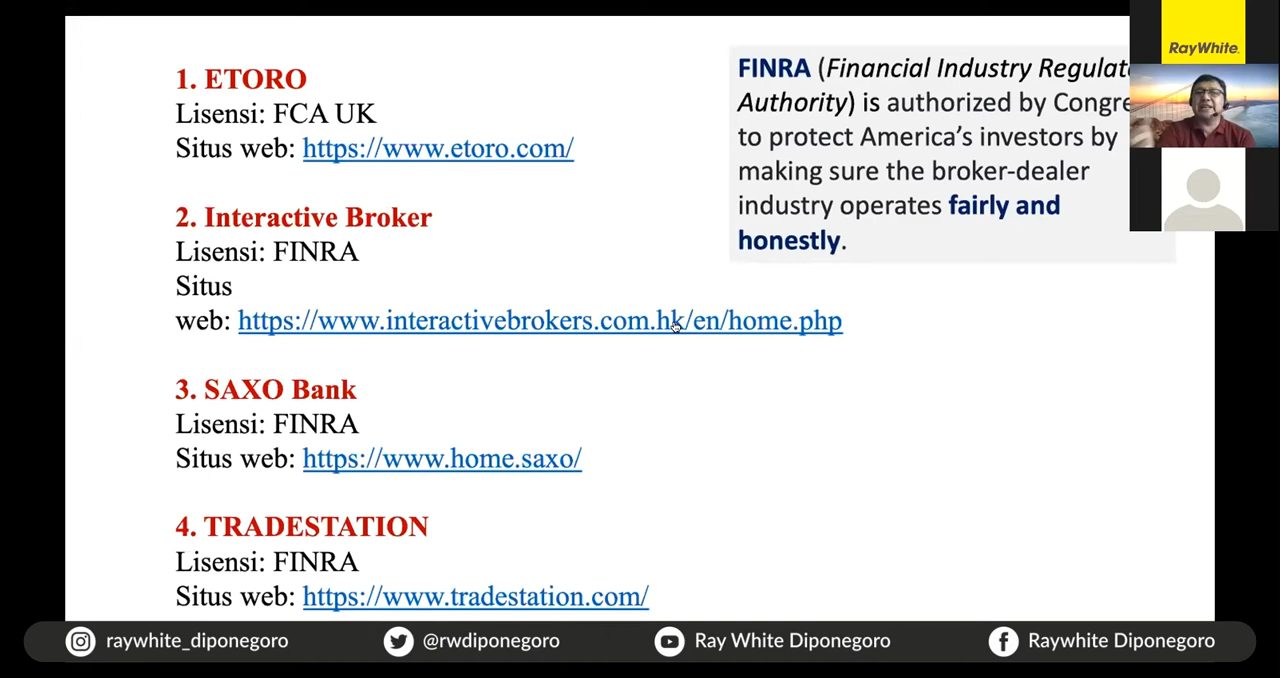 1. ETORO
Lisensi: FCA UK
Situs web: https://www.etoro.com/
2. Interactive Broker
Lisensi: FINRA
Situs
web: https://www.interactivebrokers.com.hk/en/home.php
3. SAXO Bank
Lisensi: FINRA
Situs web: https://www.home.saxo/
4. TRADESTATION
Lisensi: FINRA
Situs web: https://www.tradestation.com/
FINRA (Financial Industry Regulat
Authority) is authorized by Congre
to protect America's investors by
making sure the broker-dealer
industry operates fairly and
honestly.
RayWhite.
raywhite_diponegoro
@rwdiponegoro
Ray White Diponegoro
Raywhite Diponegoro